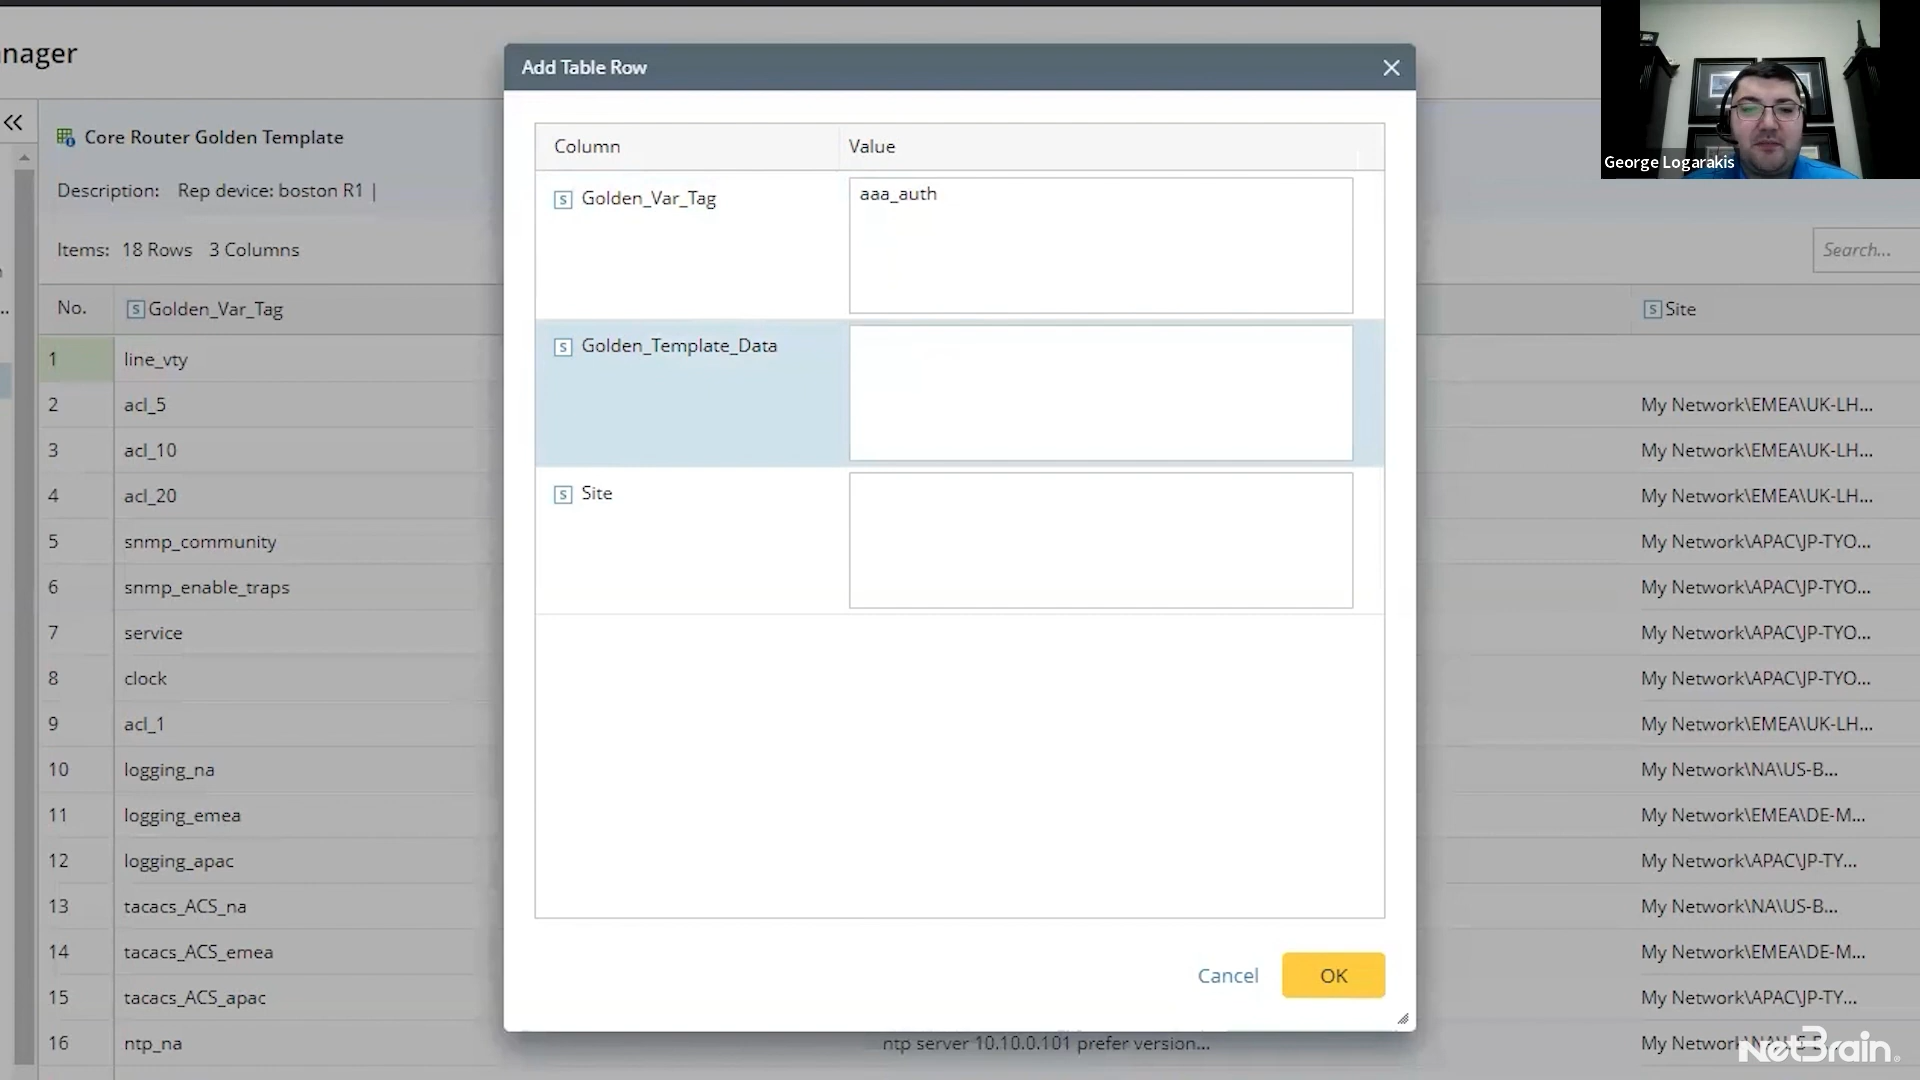 nager
Add Table Row
George Logarakis
Core Router Golden Template
Description: Rep device: boston R1 |
Items: 18 Rows 3 Columns
Search...
Column Value
Golden_Var_Tag aaa_auth
Golden_Template_Data
Site
Cancel OK
No. Golden_Var_Tag Site
1 line_vty
2 acl_5 My Network\EMEA\UK-LH...
3 acl_10 My Network\EMEA\UK-LH...
4 acl_20 My Network\EMEA\UK-LH...
5 snmp_community My Network\APAC\JP-TYO...
6 snmp_enable_traps My Network\APAC\JP-TYO...
7 service My Network\APAC\JP-TYO...
8 clock My Network\APAC\JP-TYO...
9 acl_1 My Network\EMEA\UK-LH...
10 logging_na My Network\NA\US-B...
11 logging_emea My Network\EMEA\DE-M...
12 logging_apac My Network\APAC\JP-TY...
13 tacacs_ACS_na My Network\NA\US-B...
14 tacacs_ACS_emea My Network\EMEA\DE-M...
15 tacacs_ACS_apac My Network\APAC\JP-TY...
16 ntp_na ntp server 10.10.0.101 prefer version... My Network
NetBrain